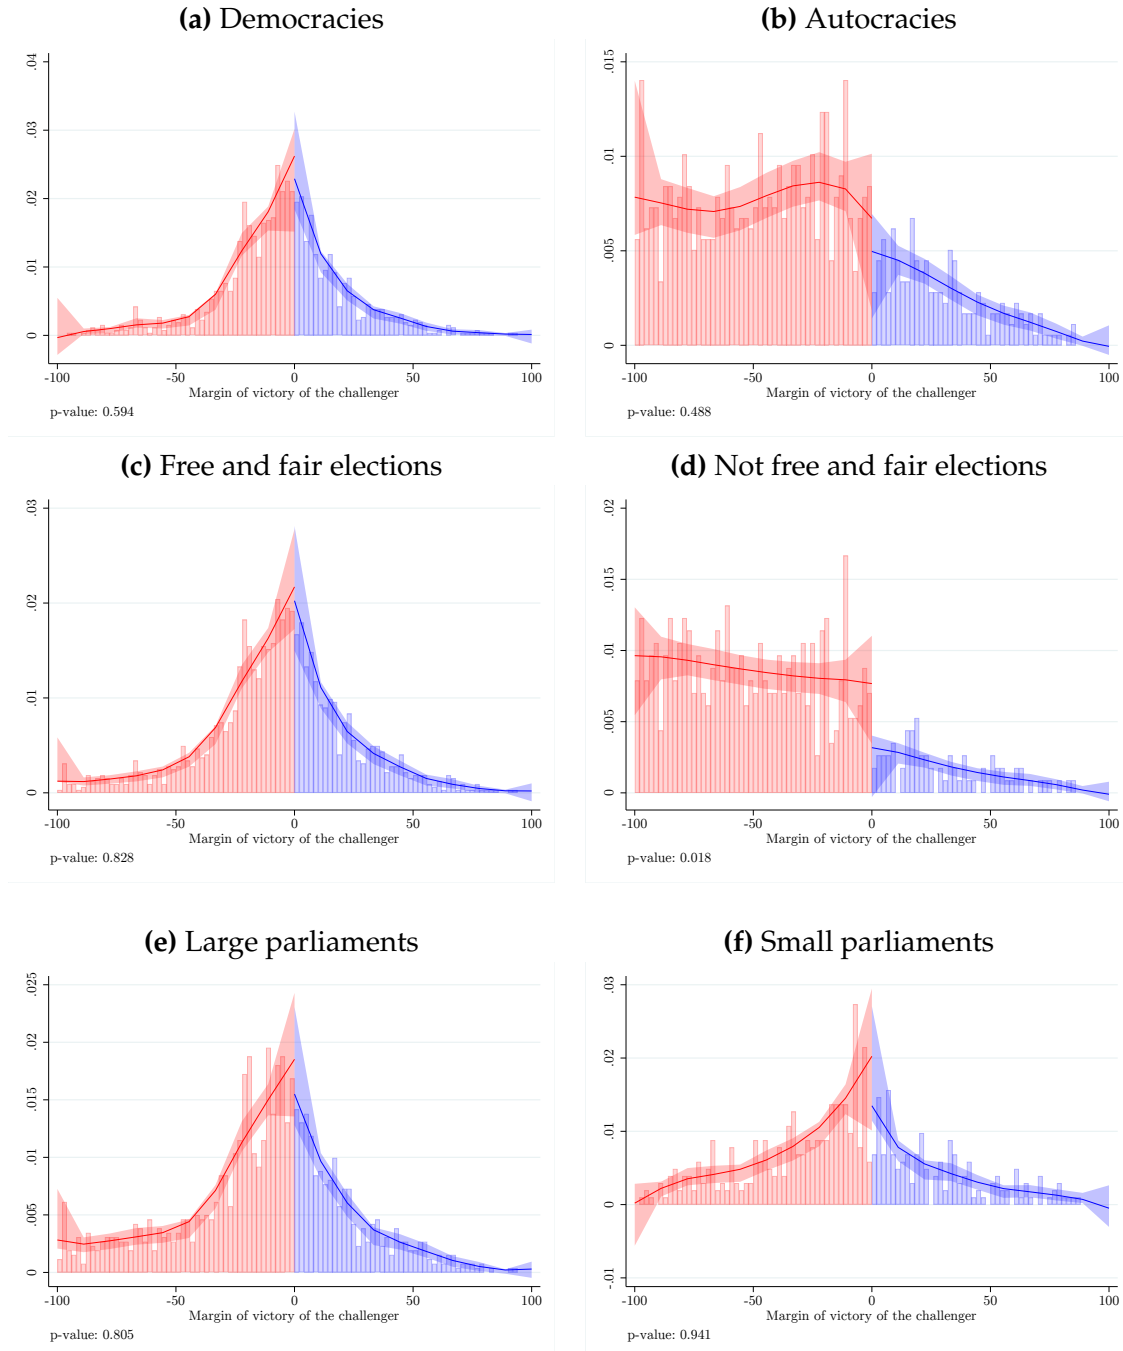 (a) Democracies
(b) Autocracies
.04
.03
.02
.01
0
-100 -50 0 50 100
Margin of victory of the challenger
p-value: 0.594
.015
.01
.005
0
-100 -50 0 50 100
Margin of victory of the challenger
p-value: 0.488
(c) Free and fair elections
(d) Not free and fair elections
.03
.02
.01
0
-100 -50 0 50 100
Margin of victory of the challenger
p-value: 0.828
.02
.015
.01
.005
0
-100 -50 0 50 100
Margin of victory of the challenger
p-value: 0.018
(e) Large parliaments
(f) Small parliaments
.025
.02
.015
.01
.005
0
-100 -50 0 50 100
Margin of victory of the challenger
p-value: 0.805
.03
.02
.01
0
-.01
-100 -50 0 50 100
Margin of victory of the challenger
p-value: 0.941